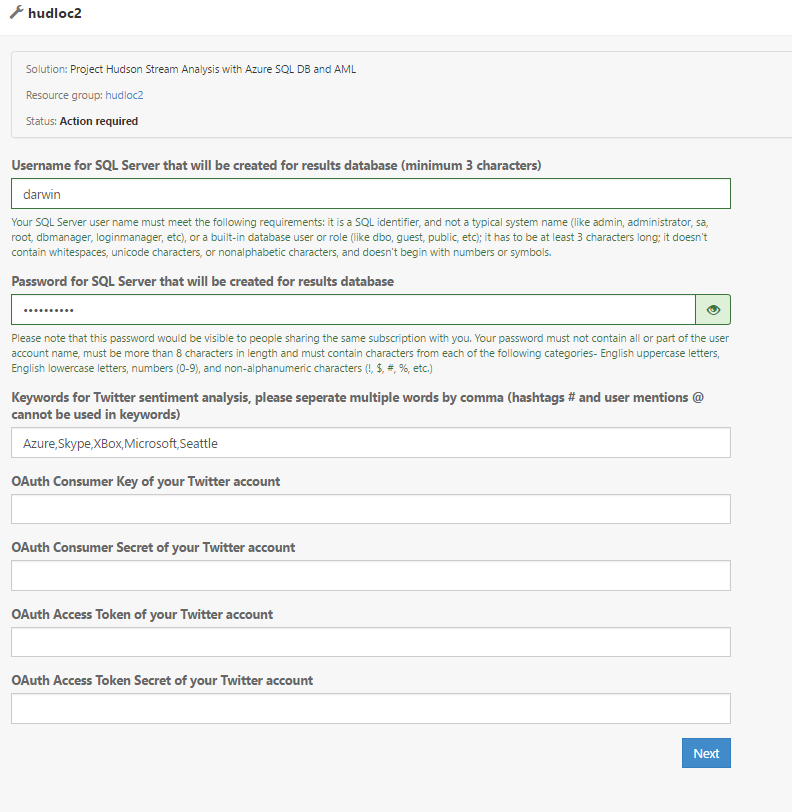 hudloc2
Solution: Project Hudson Stream Analysis with Azure SQL DB and AML
Resource group: hudloc2
Status: Action required
Username for SQL Server that will be created for results database (minimum 3 characters)
darwin
Your SQL Server user name must meet the following requirements: it is a SQL identifier, and not a typical system name (like admin, administrator, sa,
root, dbmanager, loginmanager, etc), or a built-in database user or role (like dbo, guest, public, etc); it has to be at least 3 characters long; it doesn't
contain whitespaces, unicode characters, or nonalphabetic characters, and doesn't begin with numbers or symbols.
Password for SQL Server that will be created for results database
••••••••••
Please note that this password would be visible to people sharing the same subscription with you. Your password must not contain all or part of the user
account name, must be more than 8 characters in length and must contain characters from each of the following categories- English uppercase letters,
English lowercase letters, numbers (0-9), and non-alphanumeric characters (!, $, #, %, etc.)
Keywords for Twitter sentiment analysis, please seperate multiple words by comma (hashtags # and user mentions @
cannot be used in keywords)
Azure,Skype,XBox,Microsoft,Seattle
OAuth Consumer Key of your Twitter account
OAuth Consumer Secret of your Twitter account
OAuth Access Token of your Twitter account
OAuth Access Token Secret of your Twitter account
Next